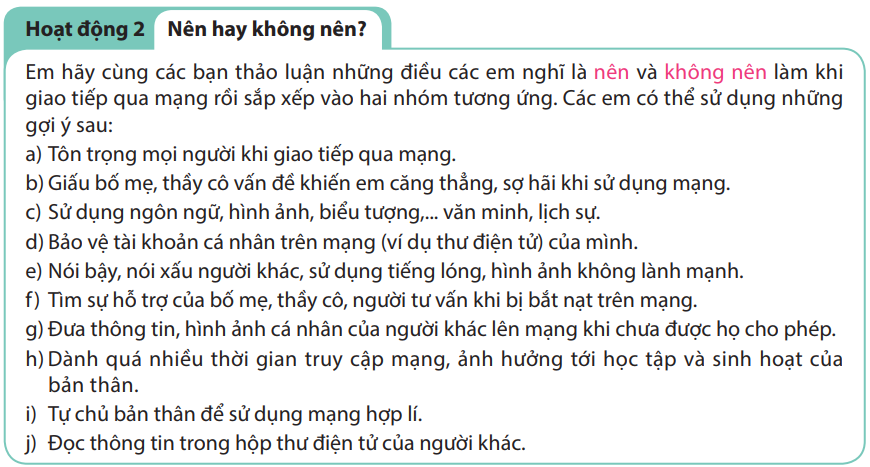 Hoạt động 2 Nên hay không nên?
Em hãy cùng các bạn thảo luận những điều các em nghĩ là nên và không nên làm khi
giao tiếp qua mạng rồi sắp xếp vào hai nhóm tương ứng. Các em có thể sử dụng những
gợi ý sau:
a) Tôn trọng mọi người khi giao tiếp qua mạng.
b) Giấu bố mẹ, thầy cô vấn đề khiến em căng thẳng, sợ hãi khi sử dụng mạng.
c) Sử dụng ngôn ngữ, hình ảnh, biểu tượng,... văn minh, lịch sự.
d) Bảo vệ tài khoản cá nhân trên mạng (ví dụ thư điện tử) của mình.
e) Nói bậy, nói xấu người khác, sử dụng tiếng lóng, hình ảnh không lành mạnh.
f) Tìm sự hỗ trợ của bố mẹ, thầy cô, người tư vấn khi bị bắt nạt trên mạng.
g) Đưa thông tin, hình ảnh cá nhân của người khác lên mạng khi chưa được họ cho phép.
h) Dành quá nhiều thời gian truy cập mạng, ảnh hưởng tới học tập và sinh hoạt của
bản thân.
i) Tự chủ bản thân để sử dụng mạng hợp lí.
j) Đọc thông tin trong hộp thư điện tử của người khác.